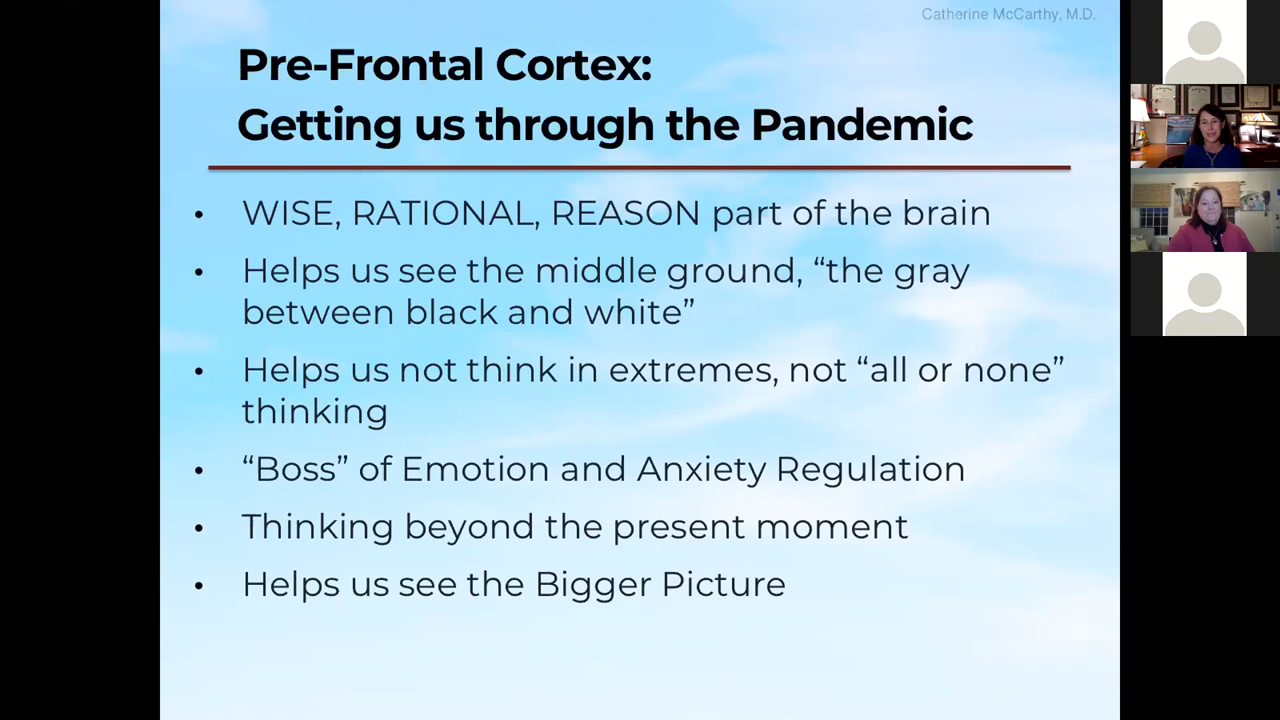 Catherine McCarthy, M.D.
Pre-Frontal Cortex:
Getting us through the Pandemic
• WISE, RATIONAL, REASON part of the brain
• Helps us see the middle ground, “the gray
between black and white”
• Helps us not think in extremes, not “all or none”
thinking
• “Boss” of Emotion and Anxiety Regulation
• Thinking beyond the present moment
• Helps us see the Bigger Picture